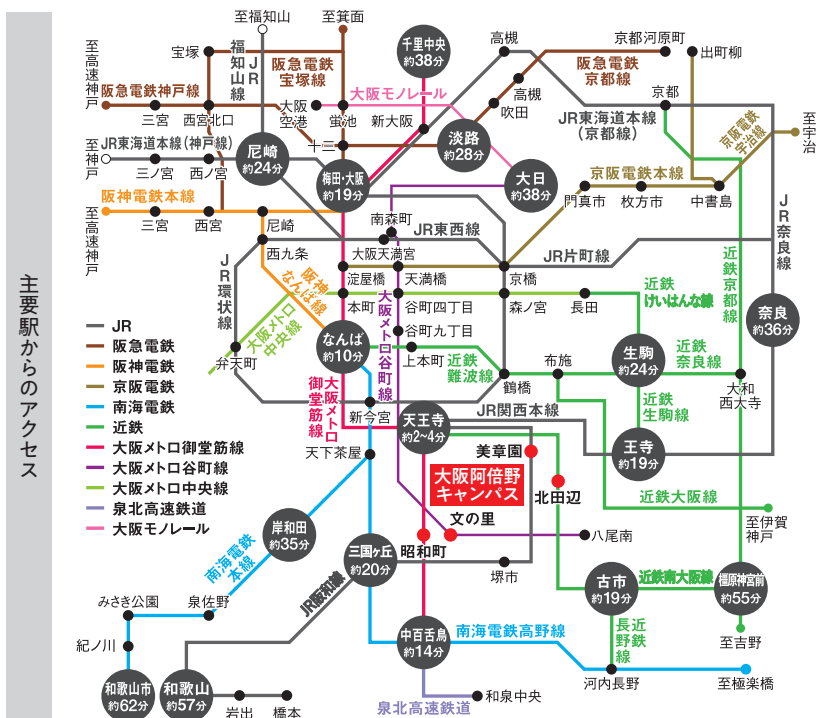 主要駅からのアクセス
至福知山
至箕面
千里中央
約38分
高槻
京都河原町
出町柳
至高速神戸
宝塚
福知山線
JR
阪急電鉄
宝塚線
阪急電鉄
京都線
阪急電鉄神戸線
大阪
空港
大阪モノレール
高槻
吹田
京都
三宮
西宮北口
蛍池
新大阪
JR東海道本線
(京都線)
京阪電鉄
宇治線
至宇治
至神戸
JR東海道本線(神戸線)
尼崎
約24分
十三
淡路
約28分
三ノ宮
西ノ宮
梅田・大阪
約19分
大日
約38分
京阪電鉄本線
門真市
枚方市
中書島
阪神電鉄本線
至高速神戸
三宮
西宮
尼崎
南森町
JR東西線
JR奈良線
西九条
大阪天満宮
JR片町線
JR環状線
阪神
なんば線
淀屋橋
天満橋
京橋
近鉄京都線
大阪メトロ
中央線
本町
大阪メトロ谷町線
谷町四丁目
森ノ宮
長田
近鉄
けいはんな線
弁天町
なんば
約10分
谷町九丁目
上本町
近鉄
難波線
鶴橋
布施
生駒
約24分
近鉄
奈良線
奈良
約36分
大和
西大寺
近鉄
生駒線
大阪メトロ
御堂筋線
新今宮
天王寺
約2~4分
JR関西本線
王寺
約19分
天下茶屋
美章園
大阪阿倍野
キャンパス
北田辺
近鉄大阪線
至伊賀
神戸
文の里
昭和町
八尾南
岸和田
約35分
南海電鉄
本線
三国ヶ丘
約20分
堺市
JR阪和線
古市
約19分
近鉄南大阪線
橿原神宮前
約55分
みさき公園
泉佐野
中百舌鳥
約14分
南海電鉄高野線
近鉄
長野線
至吉野
紀ノ川
河内長野
至極楽橋
和歌山市
約62分
和歌山
約57分
岩出
橋本
和泉中央
泉北高速鉄道
JR
阪急電鉄
阪神電鉄
京阪電鉄
南海電鉄
近鉄
大阪メトロ御堂筋線
大阪メトロ谷町線
大阪メトロ中央線
泉北高速鉄道
大阪モノレール